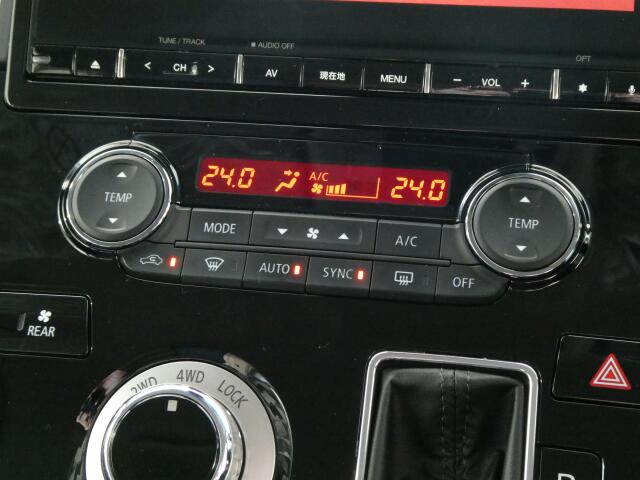 TUNE / TRACK
AUDIO OFF
OPT
< CH >
AV
現在地
MENU
− VOL +
24.0
A/C
24.0
TEMP
TEMP
MODE
A/C
AUTO
SYNC
OFF
REAR
2WD
4WD
LOCK
P